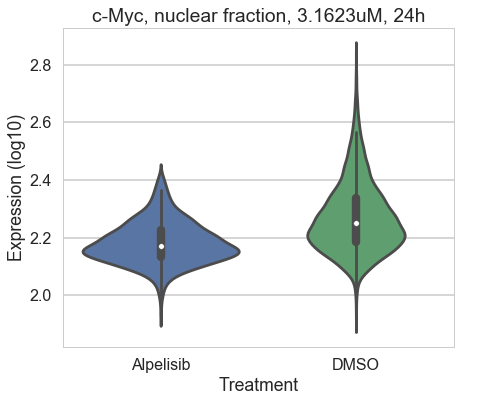 c-Myc, nuclear fraction, 3.1623uM, 24h
Expression (log10)
2.8
2.6
2.4
2.2
2.0
Alpelisib
DMSO
Treatment